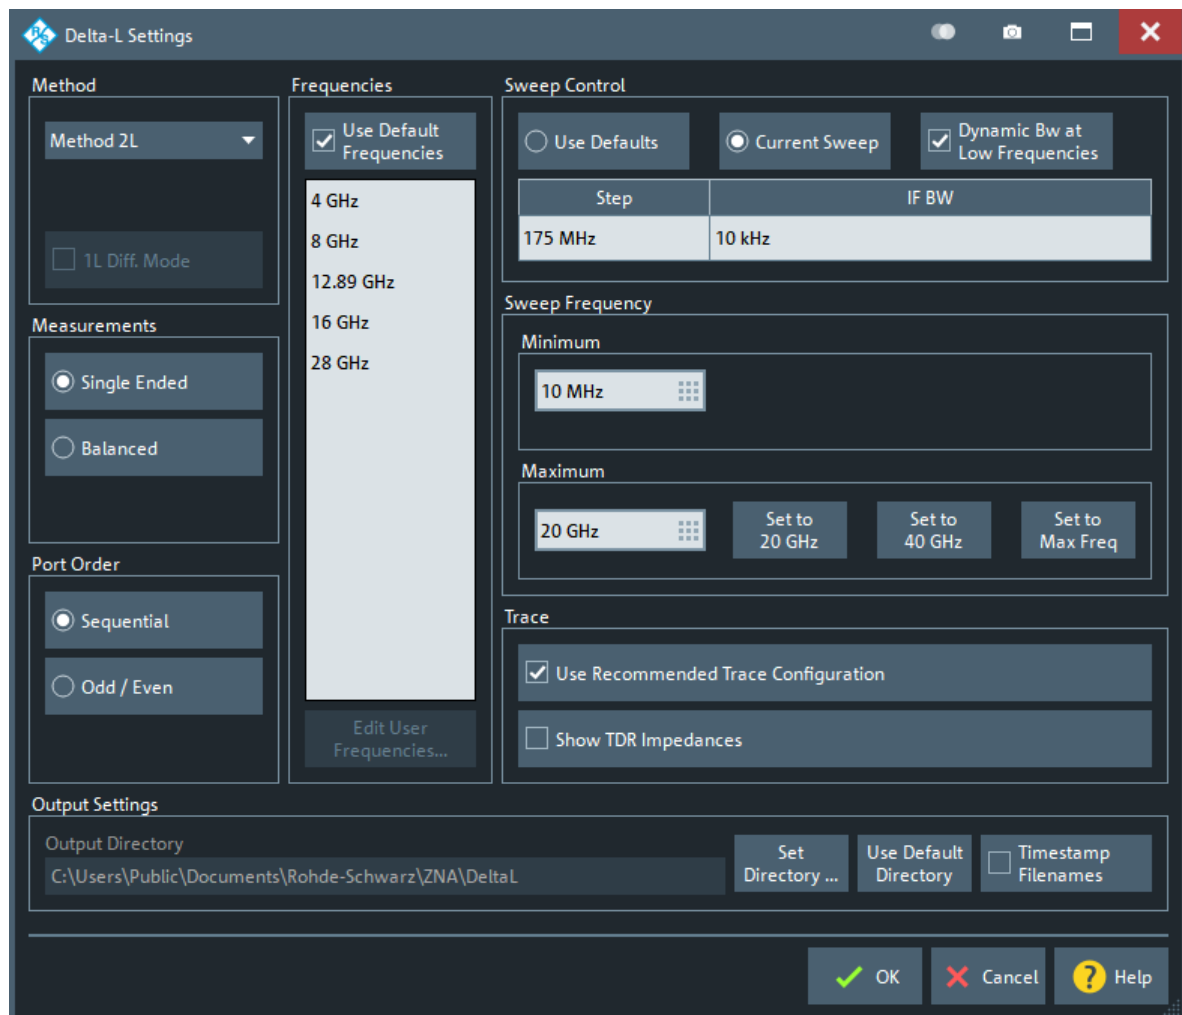 R&S
Delta-L Settings
Method
Method 2L
1L Diff. Mode
Measurements
Single Ended
Balanced
Port Order
Sequential
Odd / Even
Frequencies
Use Default
Frequencies
4 GHz
8 GHz
12.89 GHz
16 GHz
28 GHz
Edit User
Frequencies...
Sweep Control
Use Defaults
Current Sweep
Dynamic Bw at
Low Frequencies
Step
IF BW
175 MHz
10 kHz
Sweep Frequency
Minimum
10 MHz
Maximum
20 GHz
Set to
20 GHz
Set to
40 GHz
Set to
Max Freq
Trace
Use Recommended Trace Configuration
Show TDR Impedances
Output Settings
Output Directory
C:\Users\Public\Documents\Rohde-Schwarz\ZNA\DeltaL
Set
Directory ...
Use Default
Directory
Timestamp
Filenames
OK
Cancel
? Help